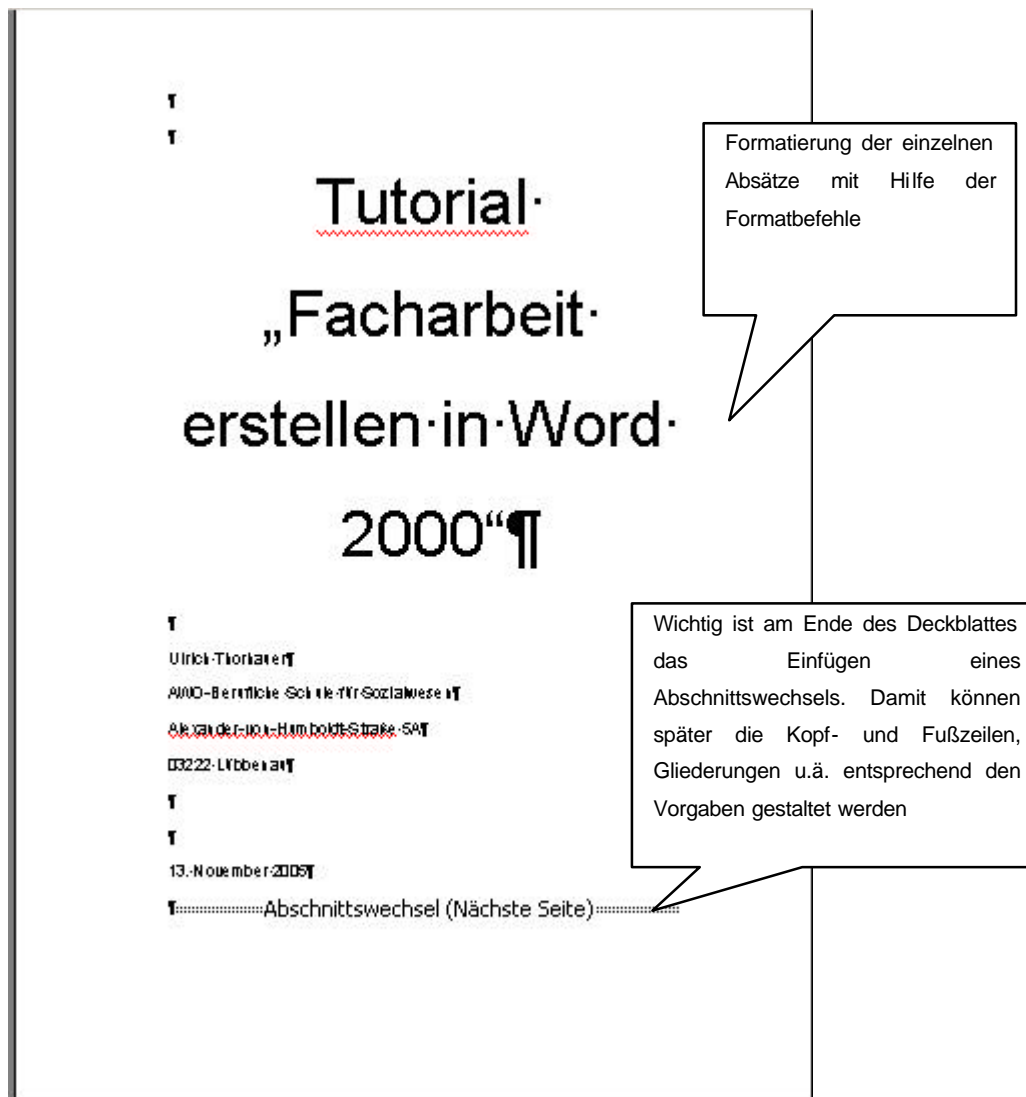 ¶
¶
Tutorial·
„Facharbeit·
erstellen·in·Word·
2000“¶
Formatierung der einzelnen
Absätze mit Hilfe der
Formatbefehle
¶
Ulrich·Thorhauer¶
AWO-Berufliche·Schule·für·Sozialwesen¶
Alexander-von-Humboldt-Straße·5A¶
03222·Lübbenau¶
¶
¶
13.·November·2005¶
¶Abschnittswechsel (Nächste Seite)
Wichtig ist am Ende des Deckblattes
das Einfügen eines
Abschnittswechsels. Damit können
später die Kopf- und Fußzeilen,
Gliederungen u.ä. entsprechend den
Vorgaben gestaltet werden